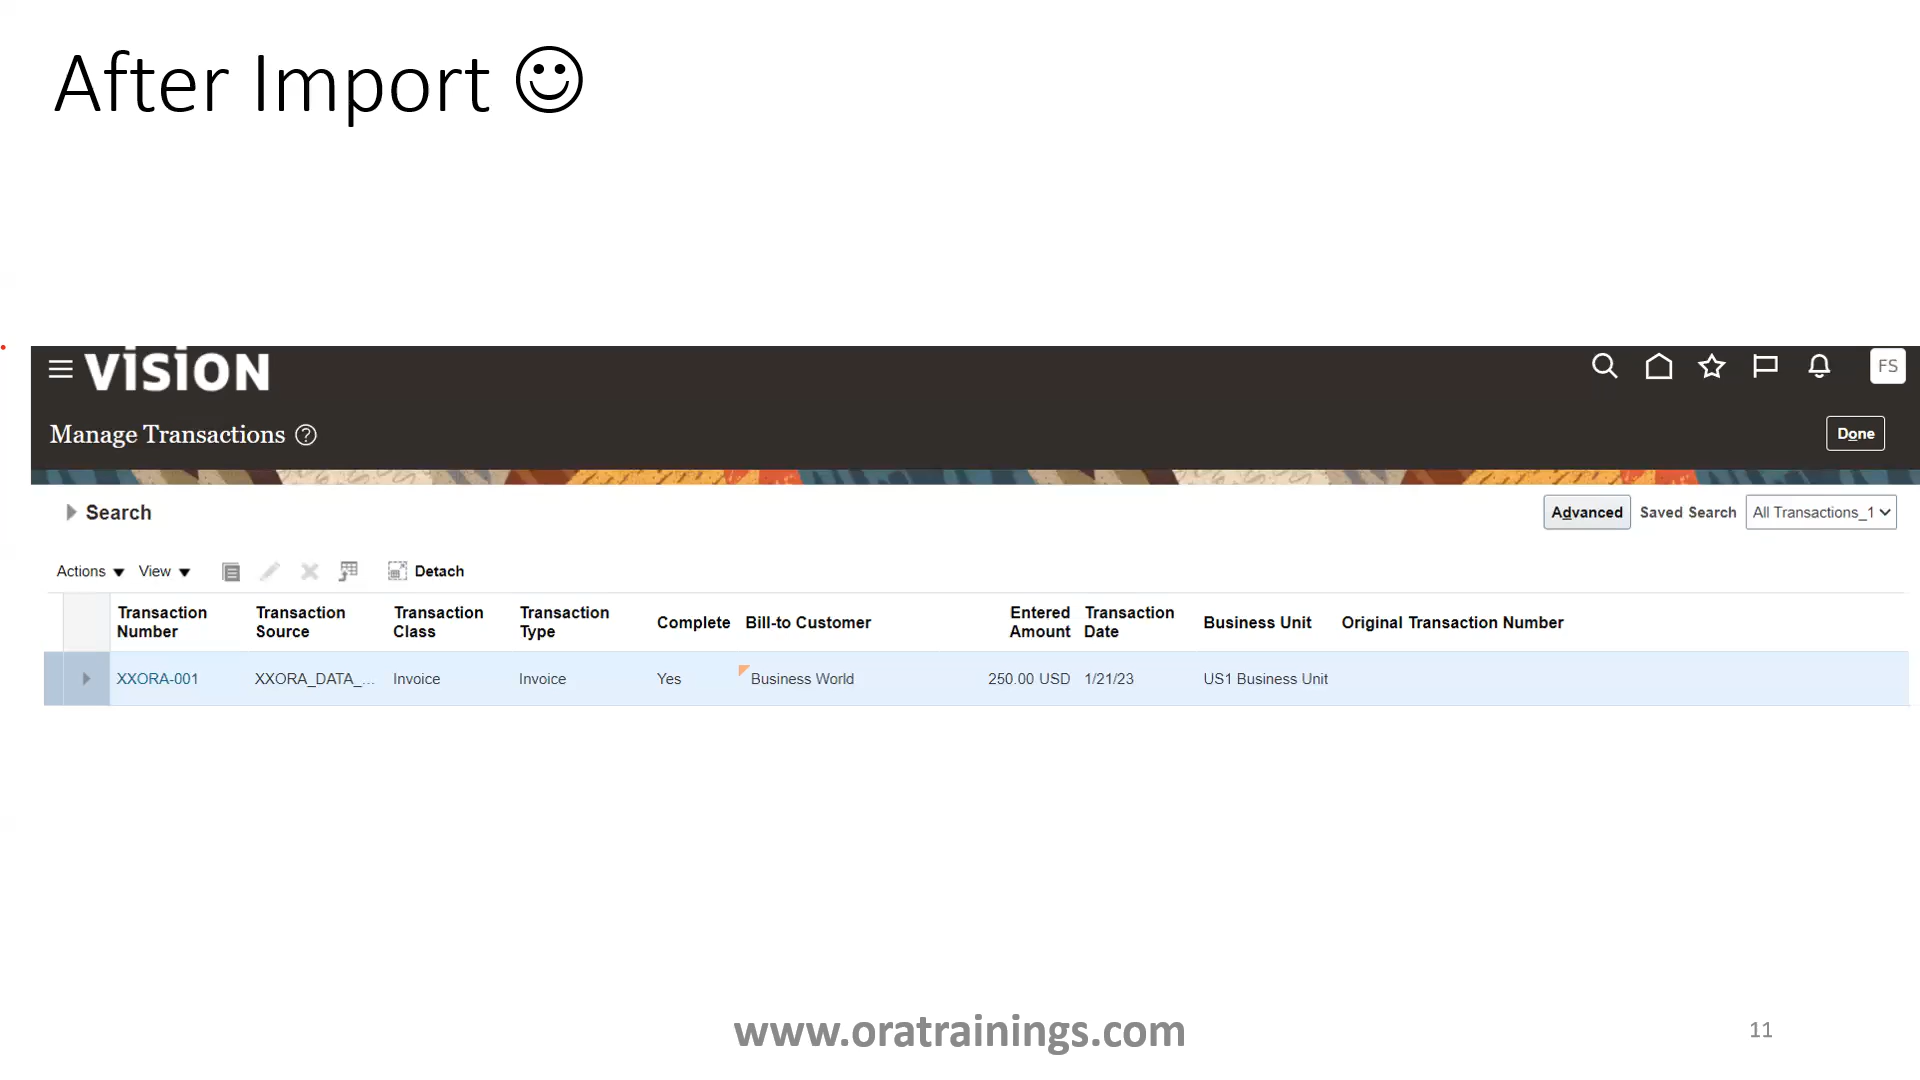 After Import ☺
VISION
FS
Manage Transactions ?
Done
Search
Advanced Saved Search All Transactions_1
Actions View Detach
Transaction Number Transaction Source Transaction Class Transaction Type Complete Bill-to Customer Entered Amount Transaction Date Business Unit Original Transaction Number
XXORA-001 XXORA_DATA_... Invoice Invoice Yes Business World 250.00 USD 1/21/23 US1 Business Unit
www.oratrainings.com
11